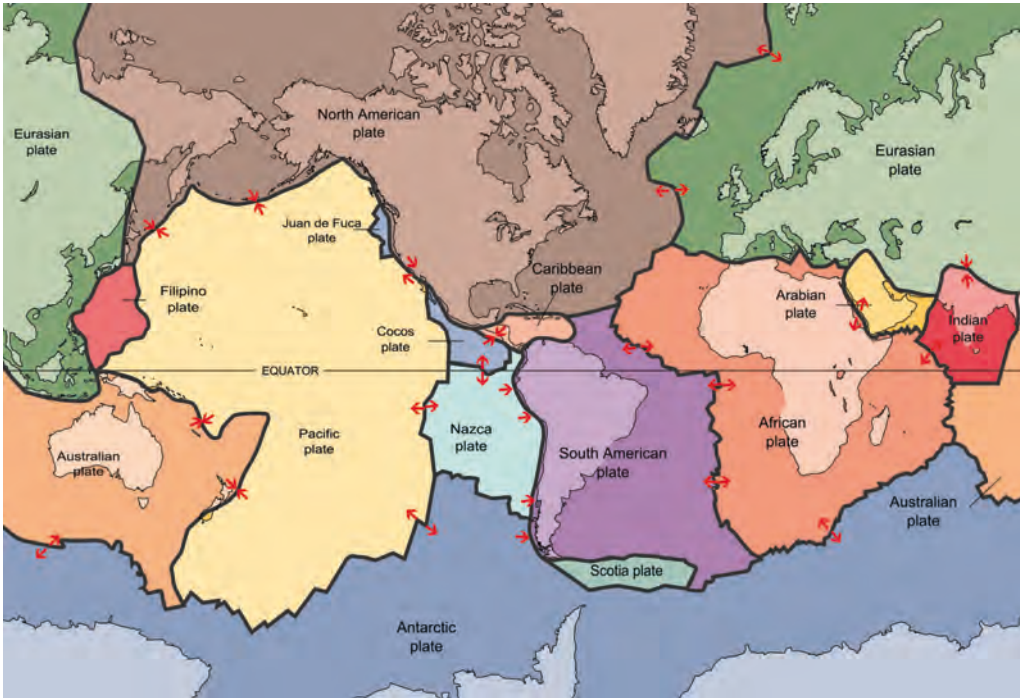 North American
plate
Eurasian
plate
Eurasian
plate
Juan de Fuca
plate
Caribbean
plate
Filipino
plate
Arabian
plate
Indian
plate
Cocos
plate
EQUATOR
Pacific
plate
Nazca
plate
African
plate
Australian
plate
South American
plate
Australian
plate
Scotia plate
Antarctic
plate